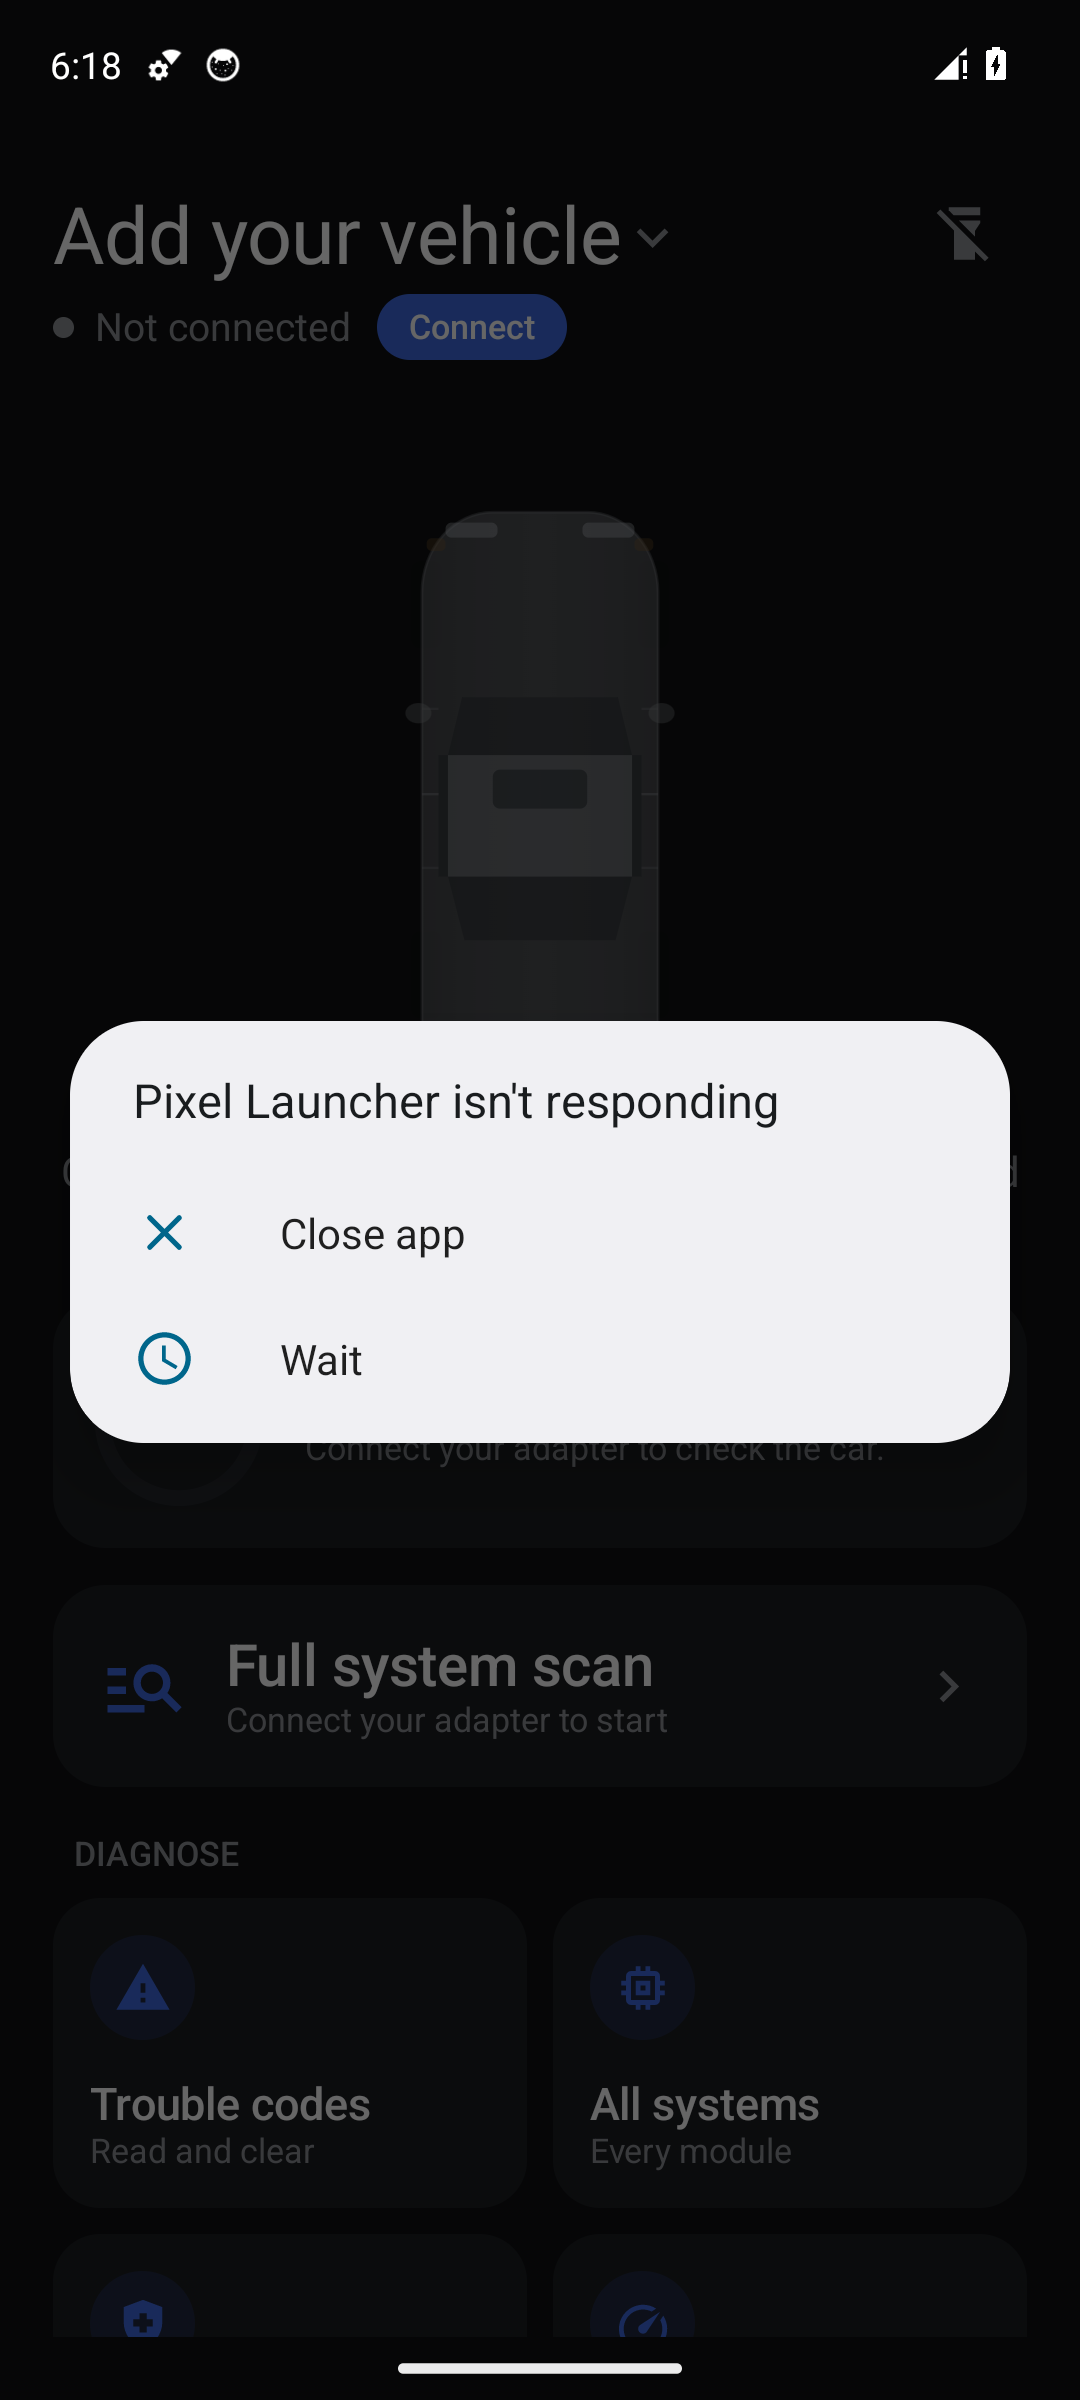 6:18
Add your vehicle
Not connected
Connect
Pixel Launcher isn't responding
Close app
Wait
Connect your adapter to check the car.
Full system scan
Connect your adapter to start
DIAGNOSE
Trouble codes
Read and clear
All systems
Every module